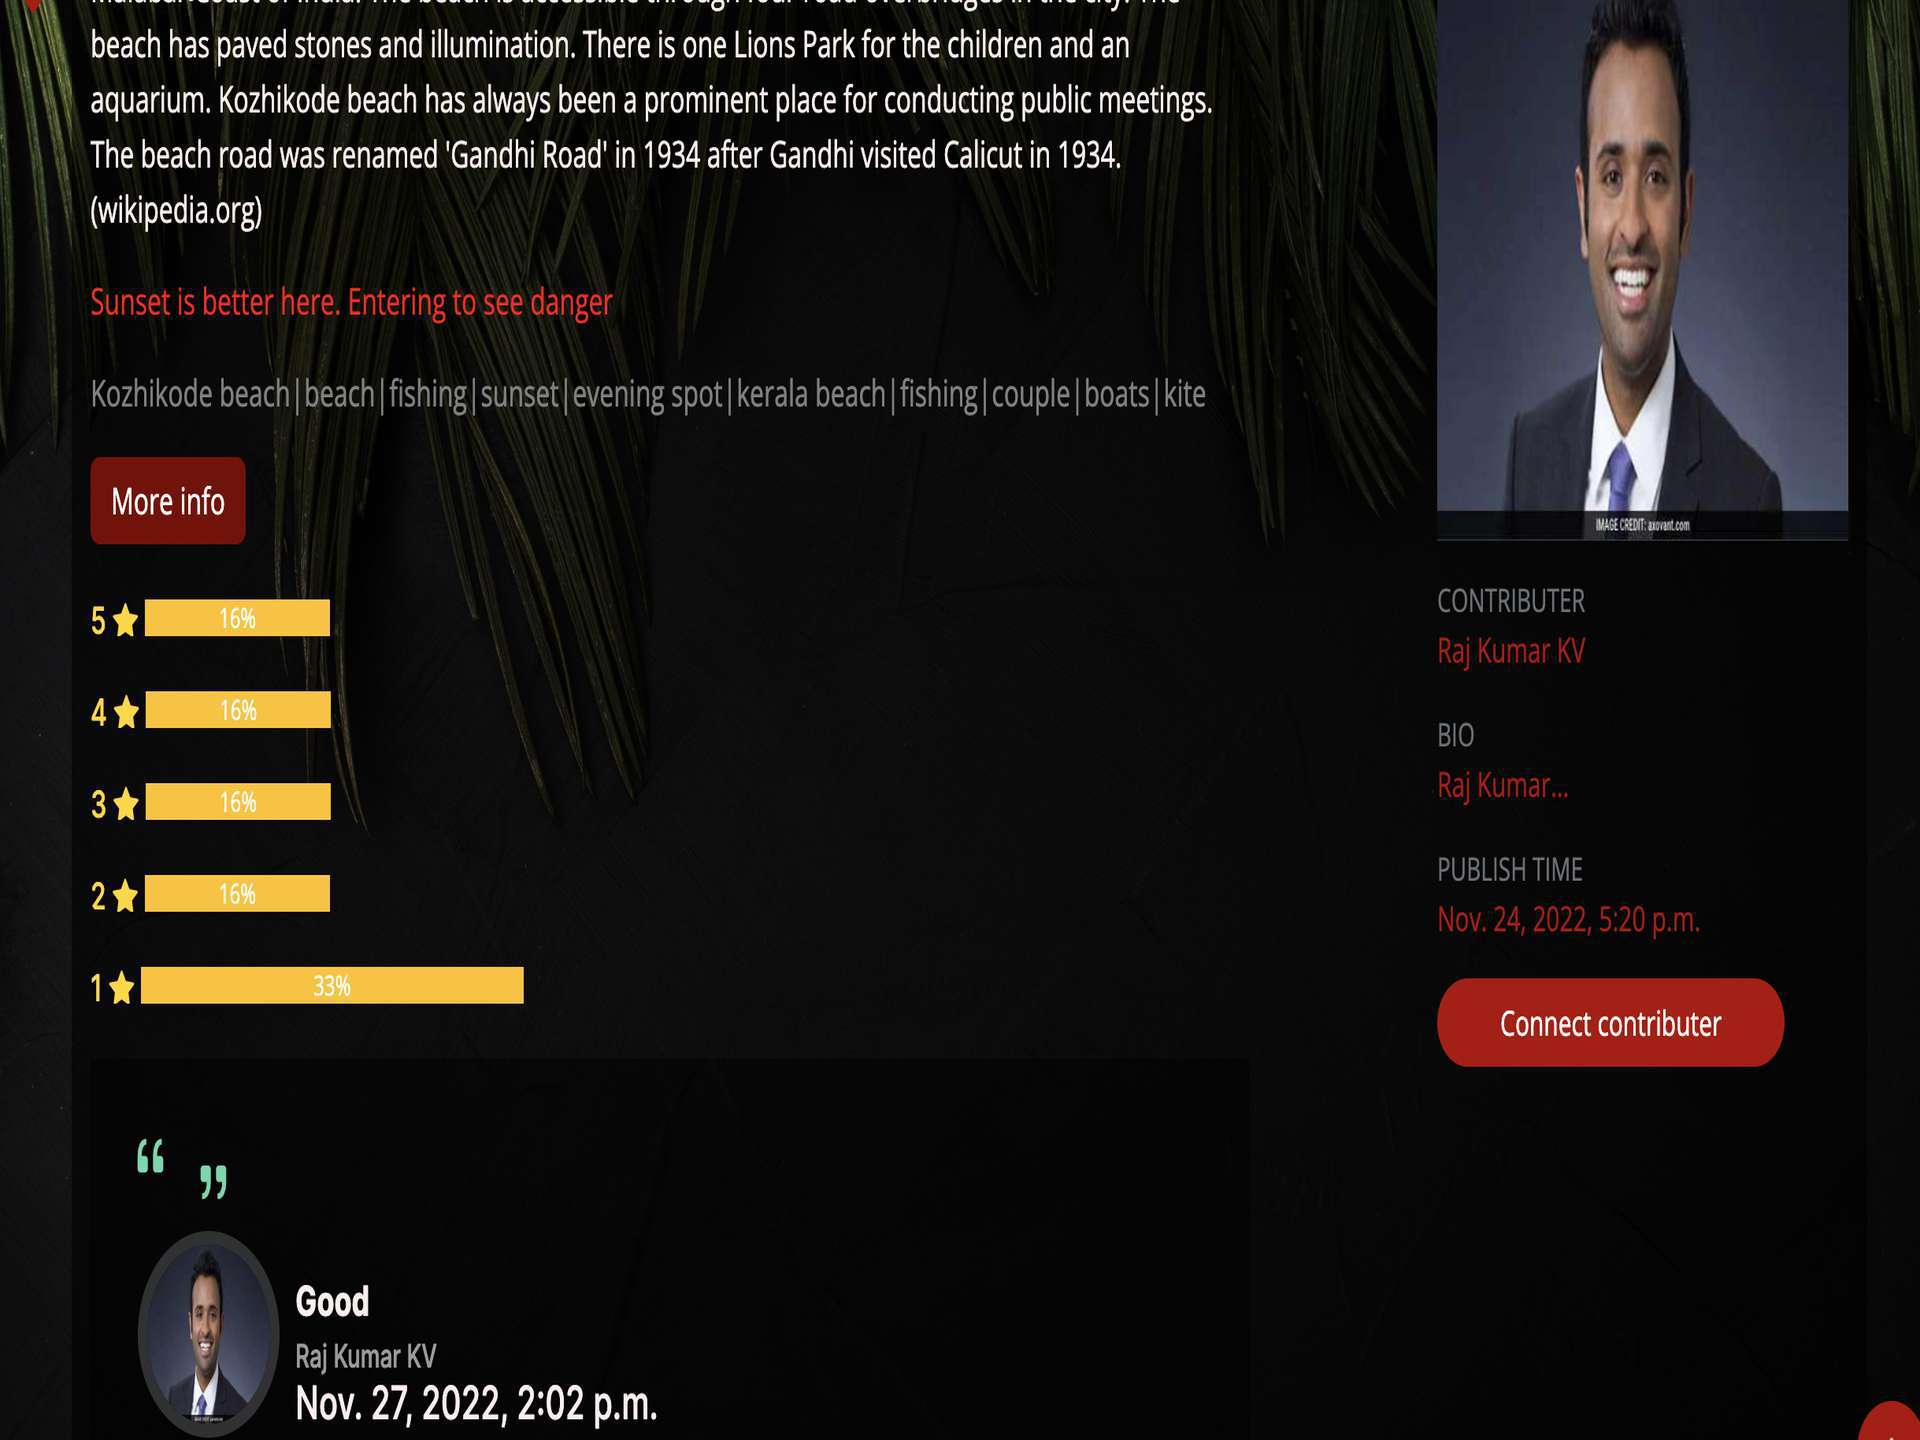 beach has paved stones and illumination. There is one Lions Park for the children and an
aquarium. Kozhikode beach has always been a prominent place for conducting public meetings.
The beach road was renamed 'Gandhi Road' in 1934 after Gandhi visited Calicut in 1934.
(wikipedia.org)
Sunset is better here. Entering to see danger
Kozhikode beach|beach|fishing|sunset|evening spot|kerala beach|fishing|couple|boats|kite
More info
5 16%
4 16%
3 16%
2 16%
1 33%
“ ”
Good
Raj Kumar KV
Nov. 27, 2022, 2:02 p.m.
IMAGE CREDIT: axovant.com
CONTRIBUTER
Raj Kumar KV
BIO
Raj Kumar...
PUBLISH TIME
Nov. 24, 2022, 5:20 p.m.
Connect contributer